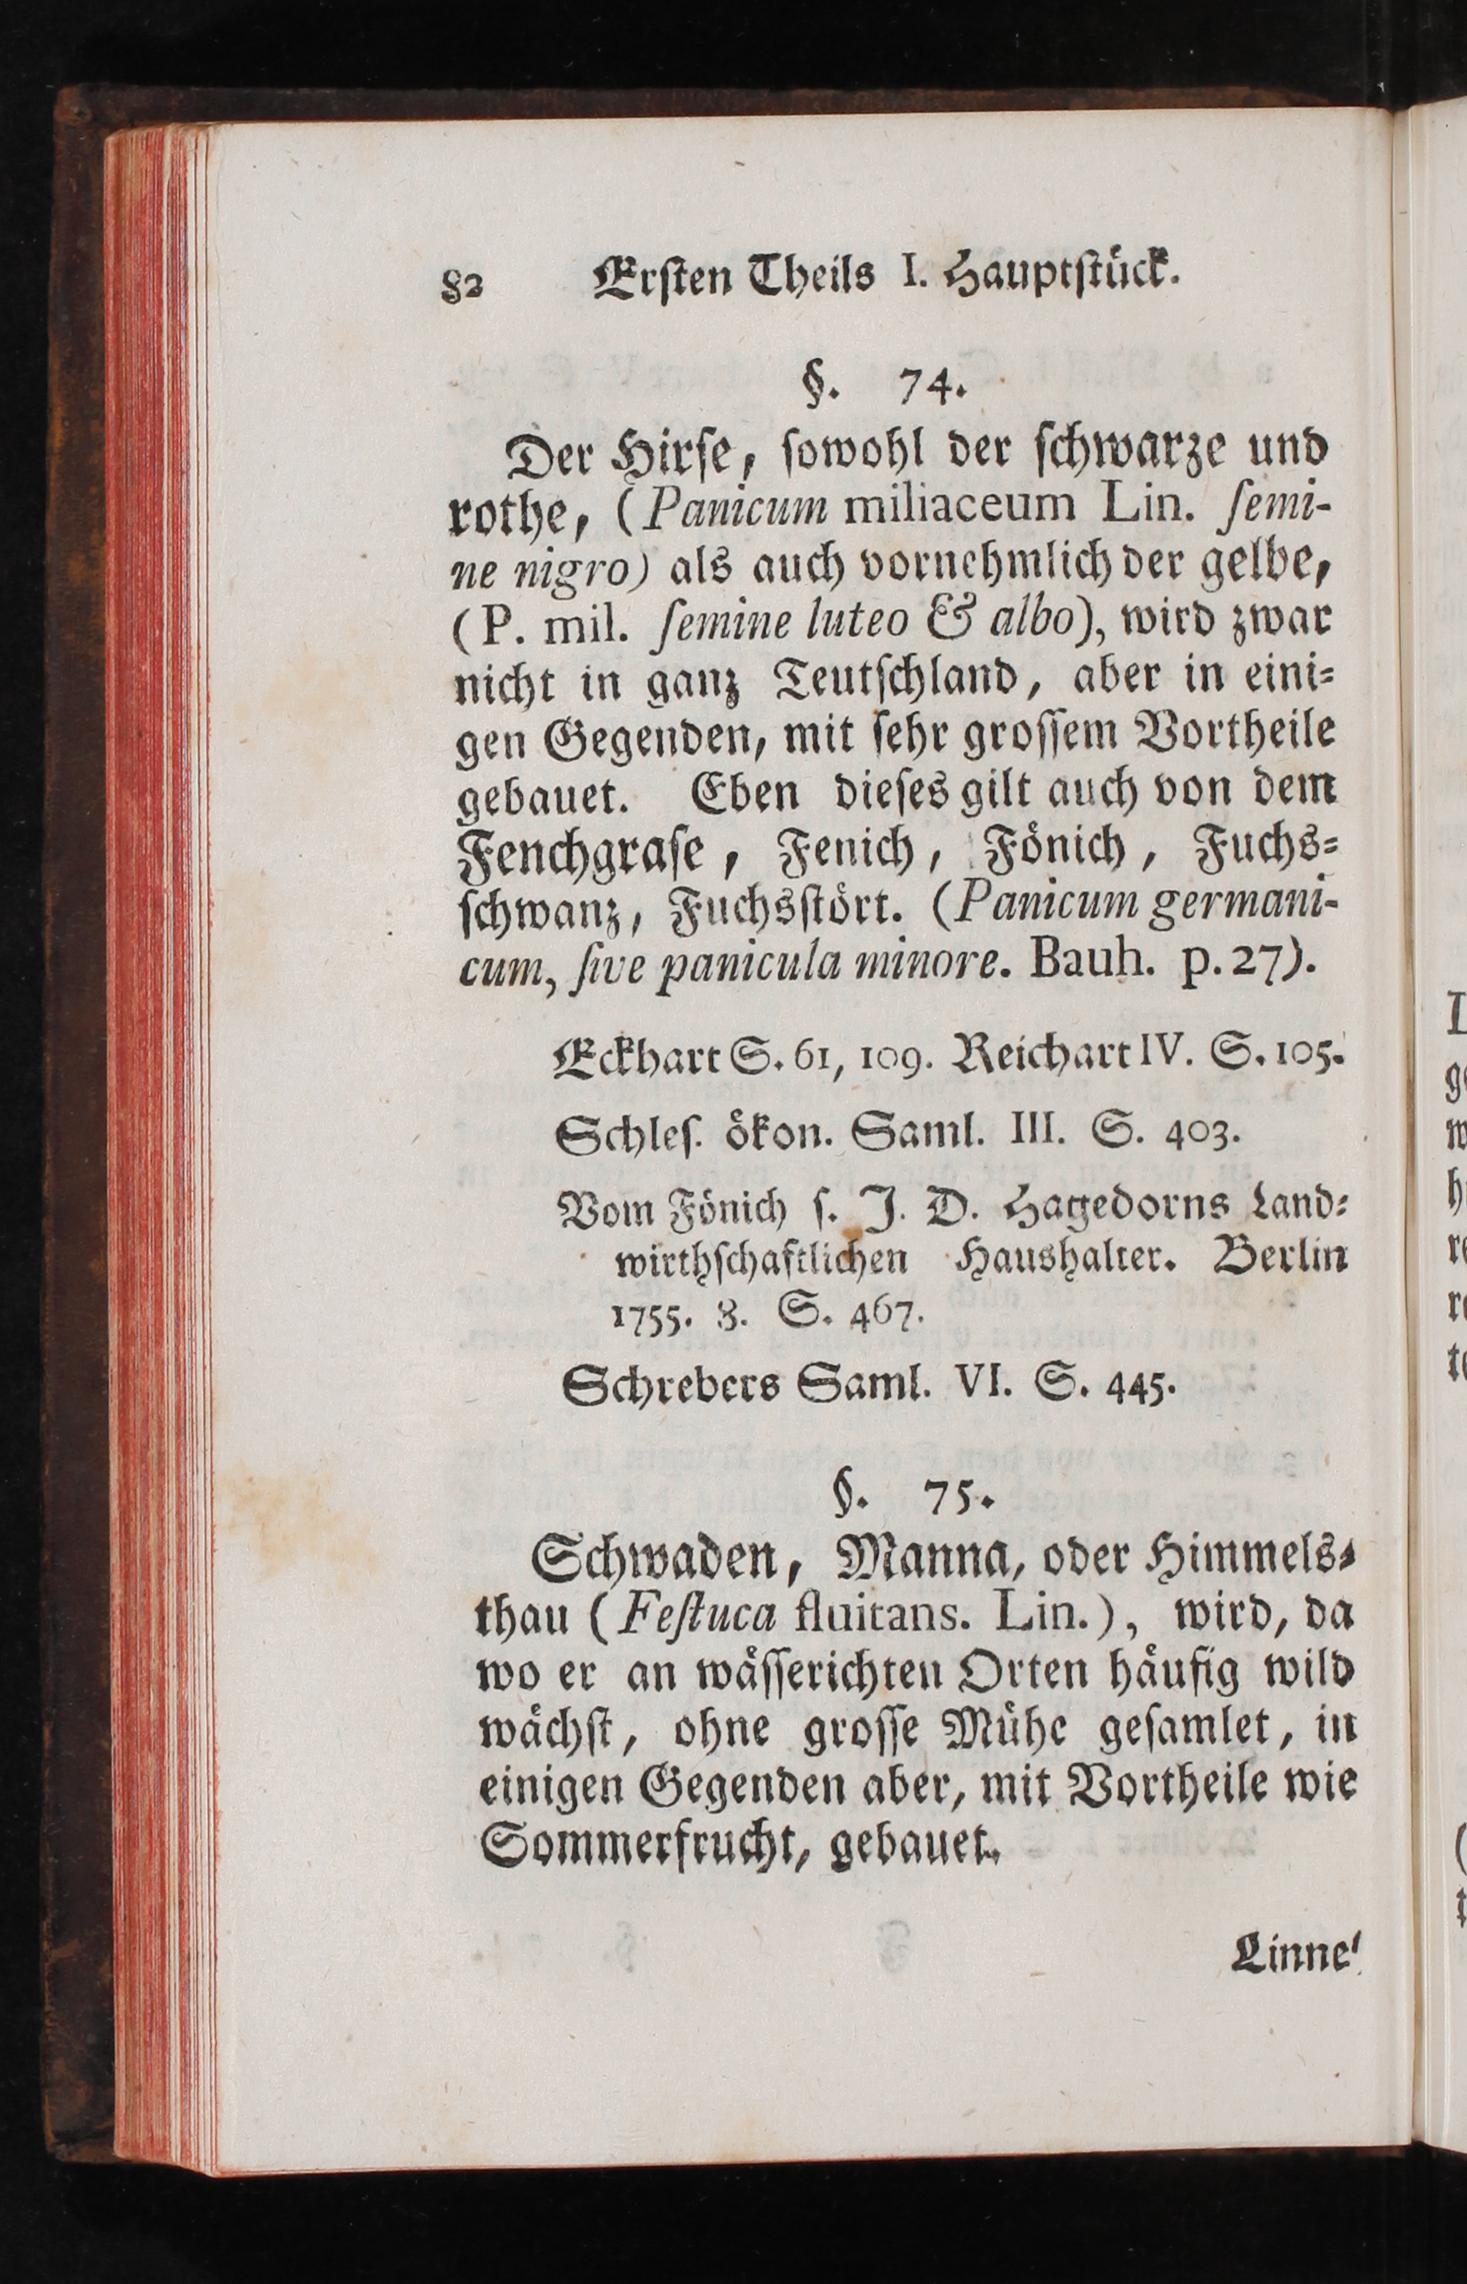 82 Erſten Theils I. Hauptſtück.
§. 74.
Der Hirſe, ſowohl der ſchwarze und
rothe, (Panicum miliaceum Lin. ſemi-
ne nigro) als auch vornehmlich der gelbe,
(P. mil. ſemine luteo & albo), wird zwar
nicht in ganz Teutſchland, aber in eini-
gen Gegenden, mit ſehr groſſem Vortheile
gebauet. Eben dieſes gilt auch von dem
Fenchgraſe, Fenich, Fönich, Fuchs-
ſchwanz, Fuchsſtört. (Panicum germani-
cum, ſive panicula minore. Bauh. p. 27).
Eckhart S. 61, 109. Reichart IV. S. 105.
Schleſ. ökon. Saml. III. S. 403.
Vom Fönich ſ. J. D. Hagedorns Land-
wirthſchaftlichen Haushalter. Berlin
1755. 8. S. 467.
Schrebers Saml. VI. S. 445.
§. 75.
Schwaden, Manna, oder Himmels-
thau (Feſtuca fluitans. Lin.), wird, da
wo er an wäſſerichten Orten häufig wild
wächſt, ohne groſſe Mühe geſamlet, in
einigen Gegenden aber, mit Vortheile wie
Sommerfrucht, gebauet.
Linne'